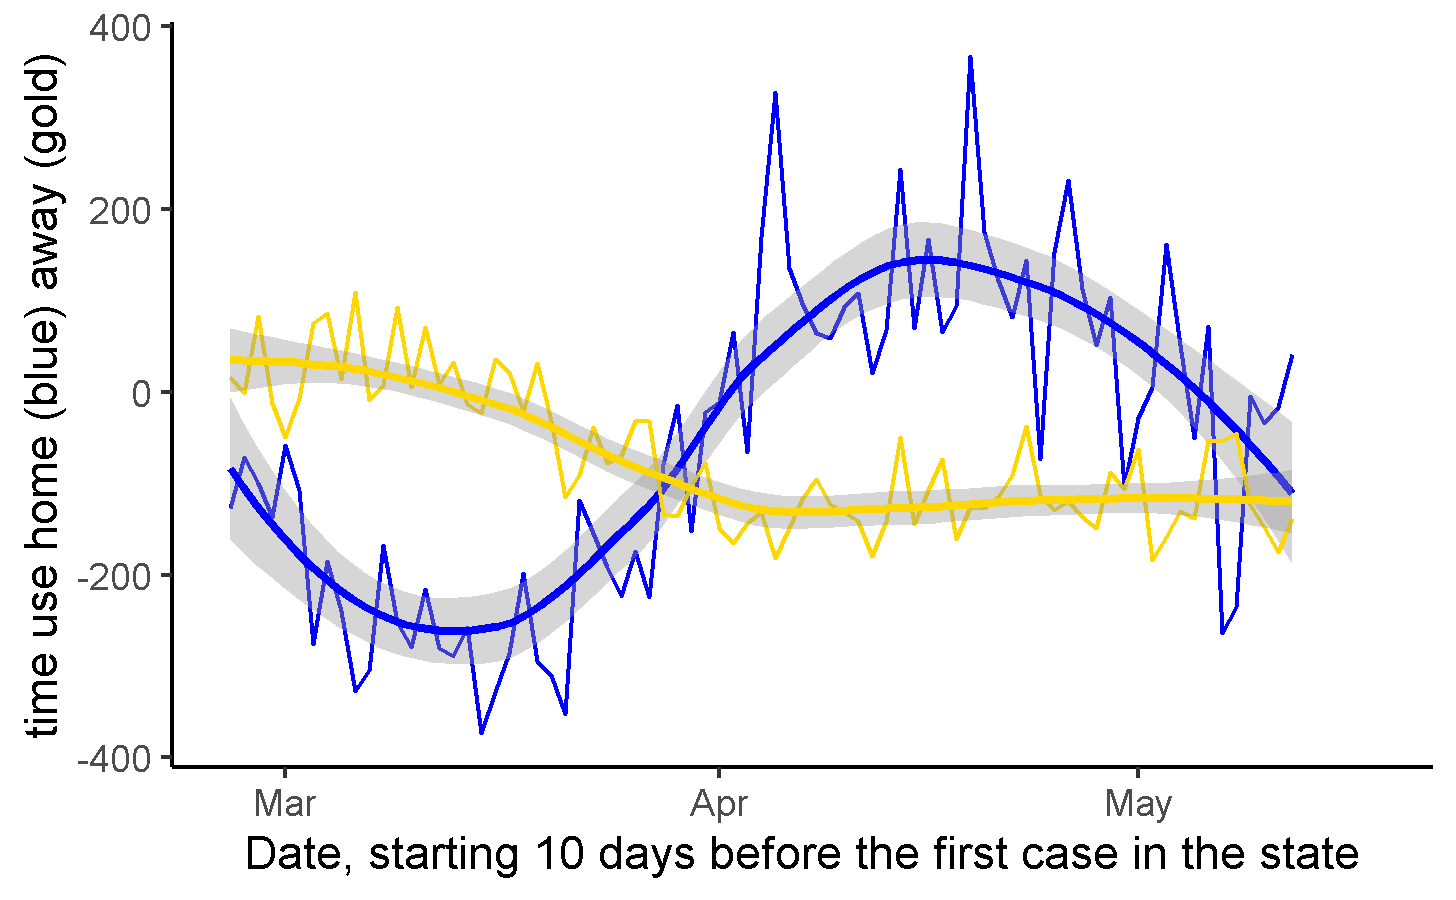 time use home (blue) away (gold)
400
200
0
-200
-400
Mar
Apr
May
Date, starting 10 days before the first case in the state